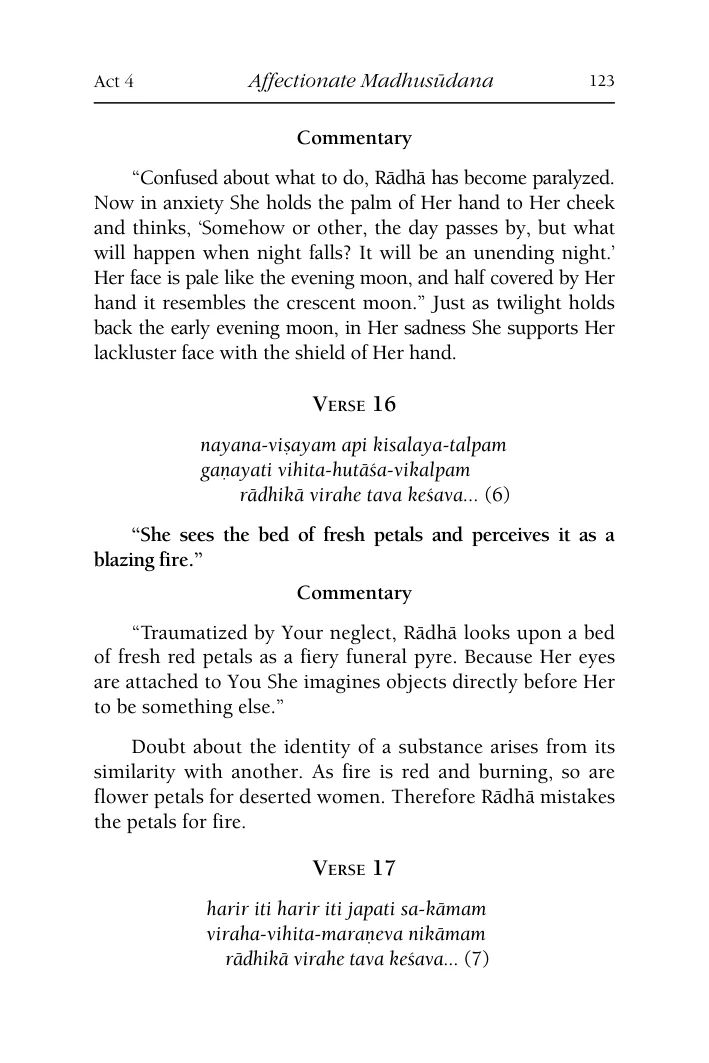 Act 4 Affectionate Madhusūdana 123
Commentary
“Confused about what to do, Rādhā has become paralyzed.
Now in anxiety She holds the palm of Her hand to Her cheek
and thinks, ‘Somehow or other, the day passes by, but what
will happen when night falls? It will be an unending night.’
Her face is pale like the evening moon, and half covered by Her
hand it resembles the crescent moon.” Just as twilight holds
back the early evening moon, in Her sadness She supports Her
lackluster face with the shield of Her hand.
Verse 16
nayana-viṣayam api kisalaya-talpam
gaṇayati vihita-hutāśa-vikalpam
rādhikā virahe tava keśava... (6)
“She sees the bed of fresh petals and perceives it as a
blazing fire.”
Commentary
“Traumatized by Your neglect, Rādhā looks upon a bed
of fresh red petals as a fiery funeral pyre. Because Her eyes
are attached to You She imagines objects directly before Her
to be something else.”
Doubt about the identity of a substance arises from its
similarity with another. As fire is red and burning, so are
flower petals for deserted women. Therefore Rādhā mistakes
the petals for fire.
Verse 17
harir iti harir iti japati sa-kāmam
viraha-vihita-maraṇeva nikāmam
rādhikā virahe tava keśava... (7)